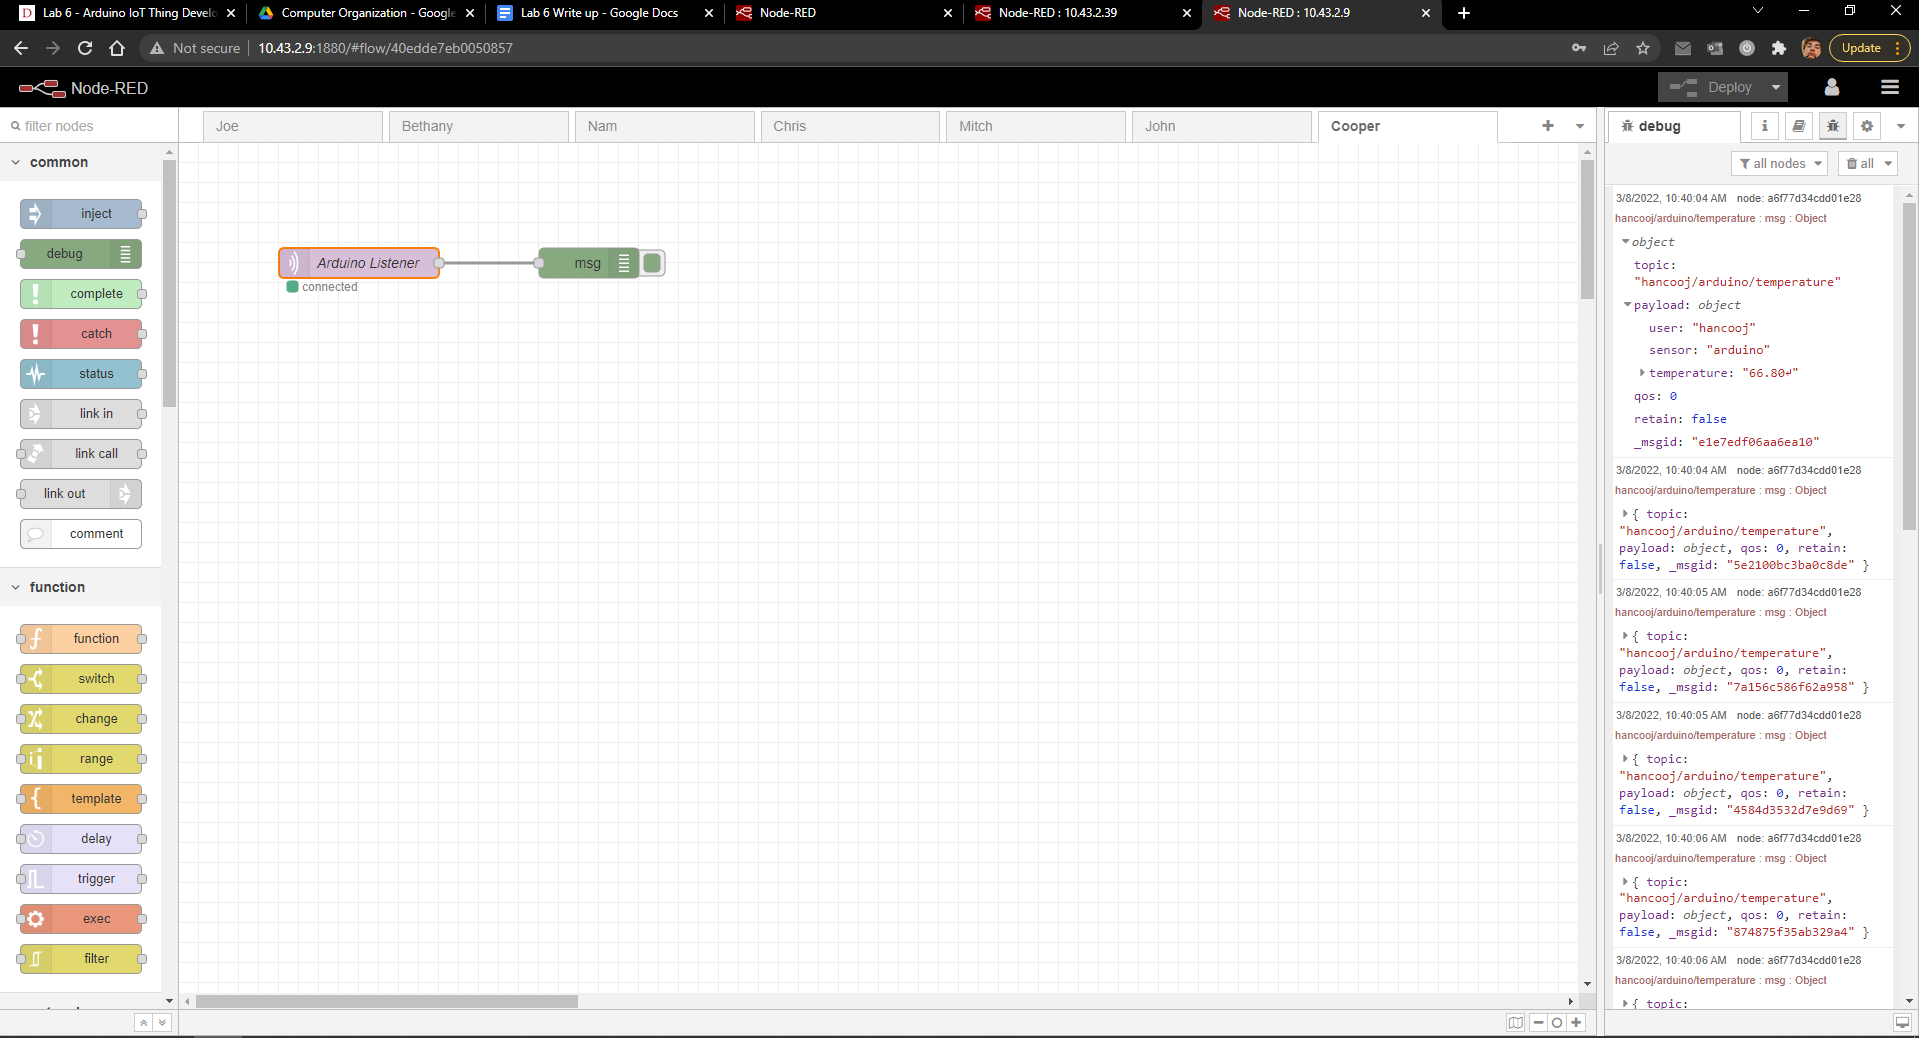 Lab 6 - Arduino IoT Thing Develo
Computer Organization - Google
Lab 6 Write up - Google Docs
Node-RED
Node-RED : 10.43.2.39
Node-RED : 10.43.2.9
Not secure
10.43.2.9:1880/#flow/40edde7eb0050857
Update
Node-RED
Deploy
filter nodes
Joe
Bethany
Nam
Chris
Mitch
John
Cooper
debug
all nodes
all
common
inject
debug
complete
catch
status
link in
link call
link out
comment
function
function
switch
change
range
template
delay
trigger
exec
filter
Arduino Listener
connected
msg
3/8/2022, 10:40:04 AM node: a6f77d34cdd01e28
hancooj/arduino/temperature : msg : Object
object
topic:
"hancooj/arduino/temperature"
payload: object
user: "hancooj"
sensor: "arduino"
temperature: "66.80↵"
qos: 0
retain: false
_msgid: "e1e7edf06aa6ea10"
3/8/2022, 10:40:04 AM node: a6f77d34cdd01e28
hancooj/arduino/temperature : msg : Object
{ topic:
"hancooj/arduino/temperature",
payload: object, qos: 0, retain:
false, _msgid: "5e2100bc3ba0c8de" }
3/8/2022, 10:40:05 AM node: a6f77d34cdd01e28
hancooj/arduino/temperature : msg : Object
{ topic:
"hancooj/arduino/temperature",
payload: object, qos: 0, retain:
false, _msgid: "7a156c586f62a958" }
3/8/2022, 10:40:05 AM node: a6f77d34cdd01e28
hancooj/arduino/temperature : msg : Object
{ topic:
"hancooj/arduino/temperature",
payload: object, qos: 0, retain:
false, _msgid: "4584d3532d7e9d69" }
3/8/2022, 10:40:06 AM node: a6f77d34cdd01e28
hancooj/arduino/temperature : msg : Object
{ topic:
"hancooj/arduino/temperature",
payload: object, qos: 0, retain:
false, _msgid: "874875f35ab329a4" }
3/8/2022, 10:40:06 AM node: a6f77d34cdd01e28
hancooj/arduino/temperature : msg : Object
{ topic: